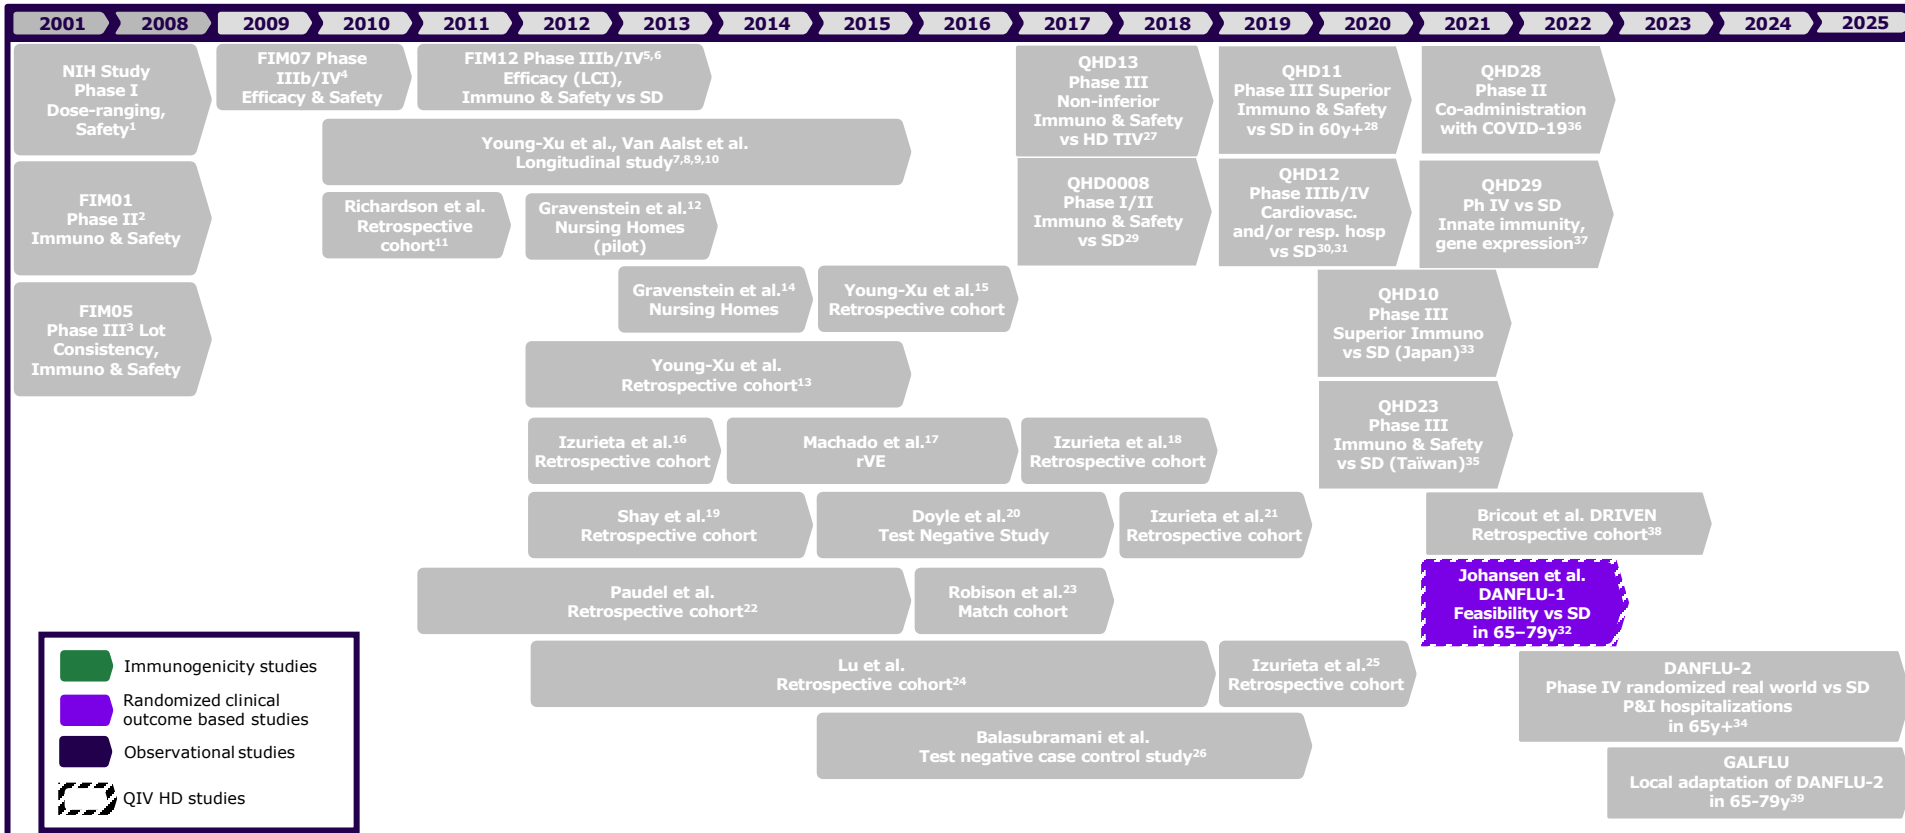 2001 2008 2009 2010 2011 2012 2013 2014 2015 2016 2017 2018 2019 2020 2021 2022 2023 2024 2025
NIH Study
Phase I
Dose-ranging,
Safety1
FIM01
Phase II2
Immuno & Safety
FIM05
Phase III3 Lot
Consistency,
Immuno & Safety
FIM07 Phase
IIIb/IV4
Efficacy & Safety
FIM12 Phase IIIb/IV5,6
Efficacy (LCI),
Immuno & Safety vs SD
Young-Xu et al., Van Aalst et al.
Longitudinal study7,8,9,10
Richardson et al.
Retrospective
cohort11
Gravenstein et al.12
Nursing Homes
(pilot)
Gravenstein et al.14
Nursing Homes
Young-Xu et al.15
Retrospective cohort
Young-Xu et al.
Retrospective cohort13
Izurieta et al.16
Retrospective cohort
Machado et al.17
rVE
Izurieta et al.18
Retrospective cohort
Shay et al.19
Retrospective cohort
Doyle et al.20
Test Negative Study
Izurieta et al.21
Retrospective cohort
Paudel et al.
Retrospective cohort22
Robison et al.23
Match cohort
Lu et al.
Retrospective cohort24
Izurieta et al.25
Retrospective cohort
Balasubramani et al.
Test negative case control study26
QHD13
Phase III
Non-inferior
Immuno & Safety
vs HD TIV27
QHD0008
Phase I/II
Immuno & Safety
vs SD29
QHD11
Phase III Superior
Immuno & Safety
vs SD in 60y+28
QHD12
Phase IIIb/IV
Cardiovasc.
and/or resp. hosp
vs SD30,31
QHD10
Phase III
Superior Immuno
vs SD (Japan)33
QHD23
Phase III
Immuno & Safety
vs SD (Taïwan)35
QHD28
Phase II
Co-administration
with COVID-1936
QHD29
Ph IV vs SD
Innate immunity,
gene expression37
Bricout et al. DRIVEN
Retrospective cohort38
Johansen et al.
DANFLU-1
Feasibility vs SD
in 65–79y32
DANFLU-2
Phase IV randomized real world vs SD
P&I hospitalizations
in 65y+34
GALFLU
Local adaptation of DANFLU-2
in 65-79y39
Immunogenicity studies
Randomized clinical
outcome based studies
Observational studies
QIV HD studies